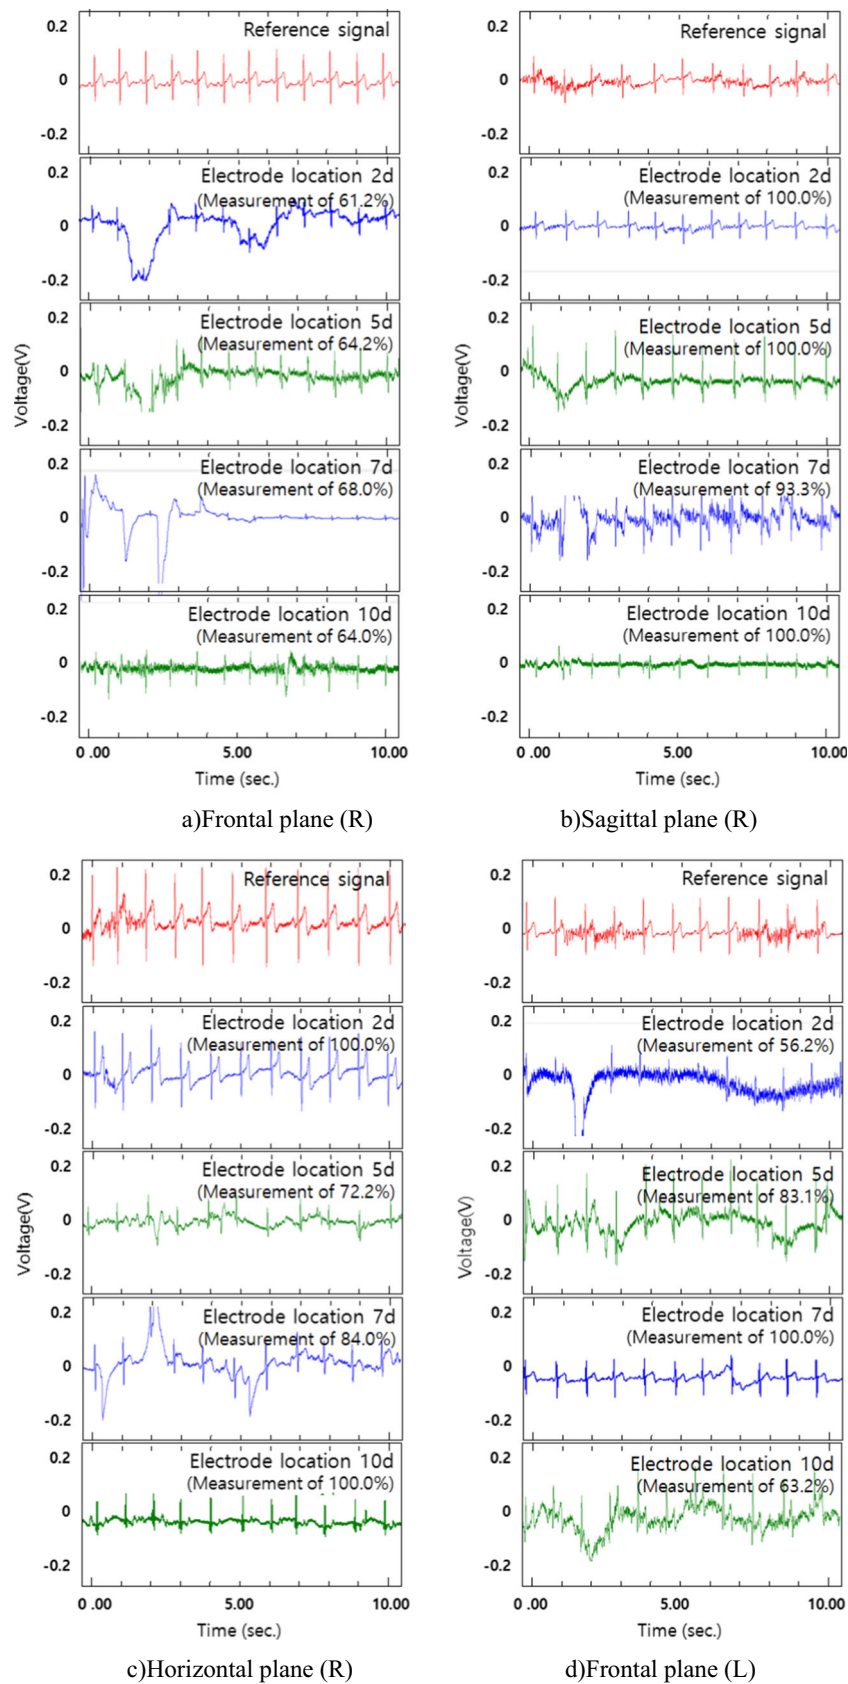 0.2
Reference signal
0
-0.2
0.2
Electrode location 2d
(Measurement of 61.2%)
0
-0.2
0.2
Electrode location 5d
(Measurement of 64.2%)
0
-0.2
Voltage(V)
0.2
Electrode location 7d
(Measurement of 68.0%)
0
-0.2
0.2
Electrode location 10d
(Measurement of 64.0%)
0
-0.2
0 .00 5.00 10.00
Time (sec.)
a)Frontal plane (R)
0.2
Reference signal
0
-0.2
0.2
Electrode location 2d
(Measurement of 100.0%)
0
-0.2
0.2
Electrode location 5d
(Measurement of 100.0%)
0
-0.2
Voltage(V)
0.2
Electrode location 7d
(Measurement of 93.3%)
0
-0.2
0.2
Electrode location 10d
(Measurement of 100.0%)
0
-0.2
0 .00 5.00 10.00
Time (sec.)
b)Sagittal plane (R)
0.2
Reference signal
0
-0.2
0.2
Electrode location 2d
(Measurement of 100.0%)
0
-0.2
0.2
Electrode location 5d
(Measurement of 72.2%)
0
-0.2
Voltage(V)
0.2
Electrode location 7d
(Measurement of 84.0%)
0
-0.2
0.2
Electrode location 10d
(Measurement of 100.0%)
0
-0.2
0 .00 5.00 10.00
Time (sec.)
c)Horizontal plane (R)
0.2
Reference signal
0
-0.2
0.2
Electrode location 2d
(Measurement of 56.2%)
0
-0.2
0.2
Electrode location 5d
(Measurement of 83.1%)
0
-0.2
Voltage(V)
0.2
Electrode location 7d
(Measurement of 100.0%)
0
-0.2
0.2
Electrode location 10d
(Measurement of 63.2%)
0
-0.2
0 .00 5.00 10.00
Time (sec.)
d)Frontal plane (L)